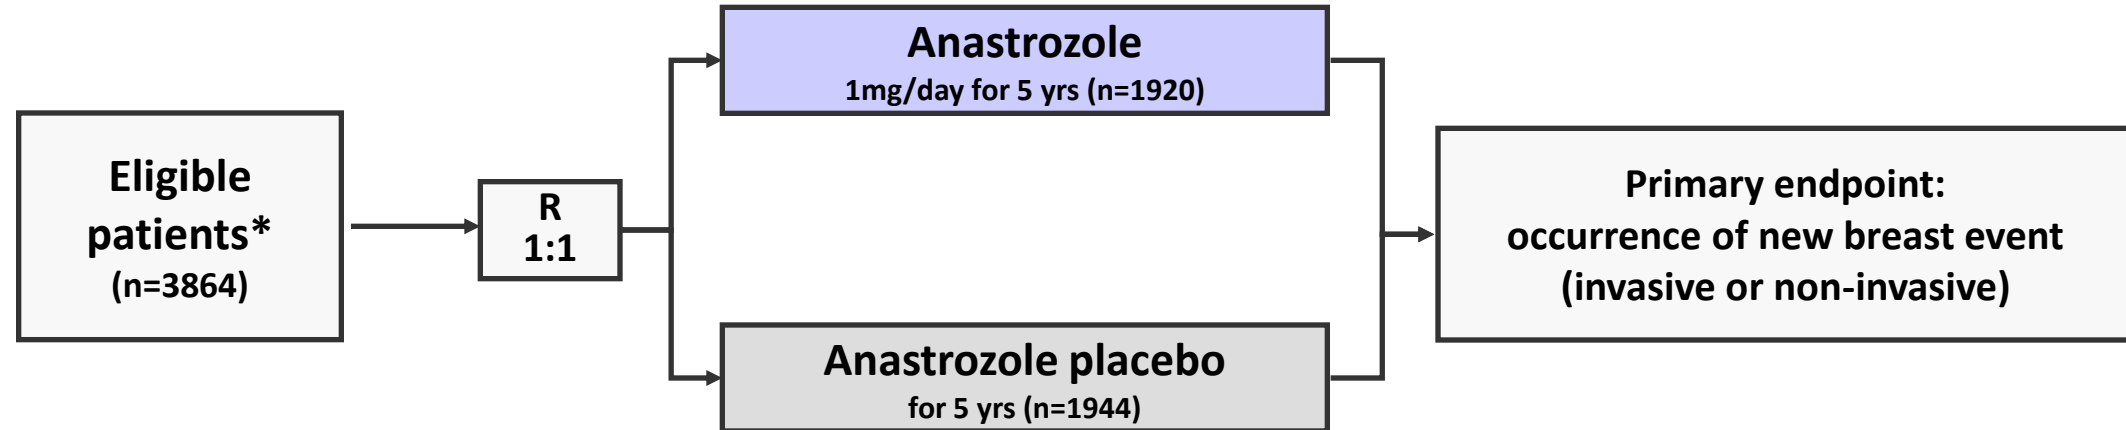 Eligible
patients*
(n=3864)
R
1:1
Anastrozole
1mg/day for 5 yrs (n=1920)
Anastrozole placebo
for 5 yrs (n=1944)
Primary endpoint:
occurrence of new breast event
(invasive or non-invasive)